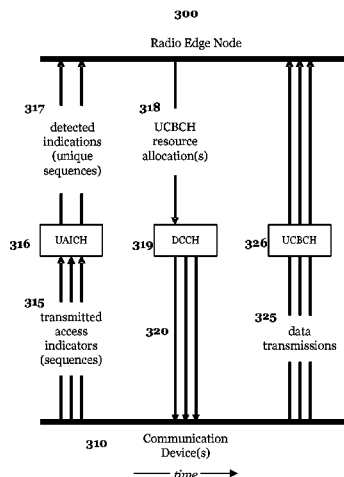 300
Radio Edge Node
317
detected
indications
(unique
sequences)
318
UCBCH
resource
allocation(s)
316
UAICH
319
DCCH
326
UCBCH
315
transmitted
access
indicators
(sequences)
320
325
data
transmissions
310
Communication
Device(s)
time